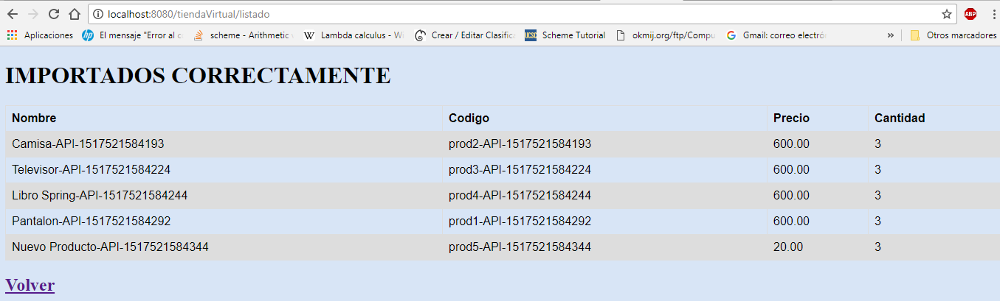 localhost:8080/tiendaVirtual/listado
ABP
Aplicaciones El mensaje "Error al c scheme - Arithmetic Lambda calculus - Wi Crear / Editar Clasific Scheme Tutorial okmij.org/ftp/Compu Gmail: correo electró » Otros marcadores
IMPORTADOS CORRECTAMENTE
Nombre Codigo Precio Cantidad
Camisa-API-1517521584193 prod2-API-1517521584193 600.00 3
Televisor-API-1517521584224 prod3-API-1517521584224 600.00 3
Libro Spring-API-1517521584244 prod4-API-1517521584244 600.00 3
Pantalon-API-1517521584292 prod1-API-1517521584292 600.00 3
Nuevo Producto-API-1517521584344 prod5-API-1517521584344 20.00 3
Volver